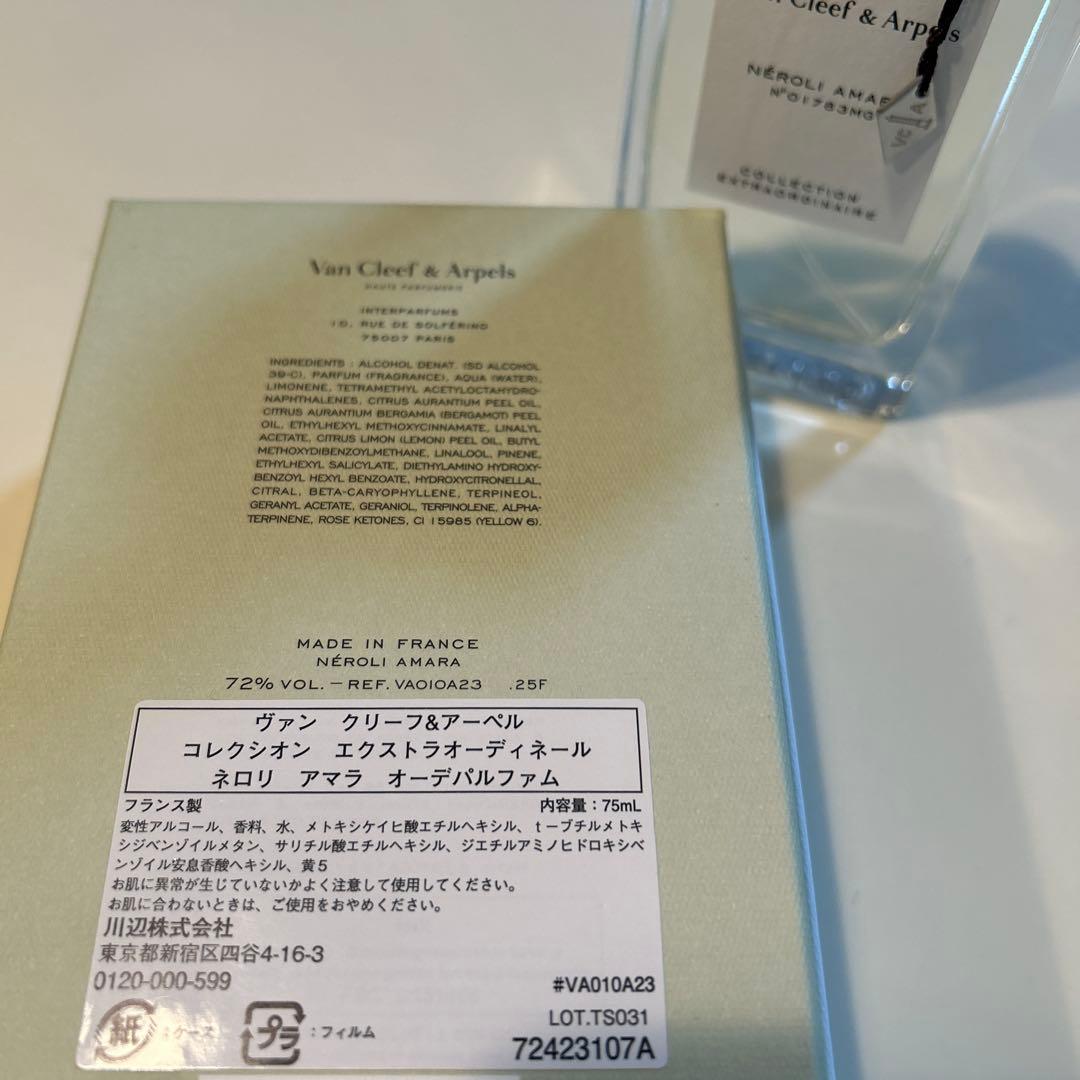 Cleef & Arpels
NÉROLI AMAR
N°01783MG
VC A
COLLECTION
EXTRAORDINAIRE
Van Cleef & Arpels
HAUTE PARFUMERIE
INTERPARFUMS
10, RUE DE SOLFÉRINO
75007 PARIS
INGREDIENTS : ALCOHOL DENAT. (SD ALCOHOL
39-C), PARFUM (FRAGRANCE), AQUA (WATER),
LIMONENE, TETRAMETHYL ACETYLOCTAHYDRO-
NAPHTHALENES, CITRUS AURANTIUM PEEL OIL,
CITRUS AURANTIUM BERGAMIA (BERGAMOT) PEEL
OIL, ETHYLHEXYL METHOXYCINNAMATE, LINALYL
ACETATE, CITRUS LIMON (LEMON) PEEL OIL, BUTYL
METHOXYDIBENZOYLMETHANE, LINALOOL, PINENE,
ETHYLHEXYL SALICYLATE, DIETHYLAMINO HYDROXY-
BENZOYL HEXYL BENZOATE, HYDROXYCITRONELLAL,
CITRAL, BETA-CARYOPHYLLENE, TERPINEOL,
GERANYL ACETATE, GERANIOL, TERPINOLENE, ALPHA-
TERPINENE, ROSE KETONES, CI 15985 (YELLOW 6).
MADE IN FRANCE
NÉROLI AMARA
72% VOL. – REF. VA010A23 .25F
ヴァン クリーフ&アーペル
コレクシオン エクストラオーディネール
ネロリ アマラ オーデパルファム
フランス製 内容量：75mL
変性アルコール、香料、水、メトキシケイヒ酸エチルヘキシル、t－ブチルメトキ
シジベンゾイルメタン、サリチル酸エチルヘキシル、ジエチルアミノヒドロキシベ
ンゾイル安息香酸ヘキシル、黄5
お肌に異常が生じていないかよく注意して使用してください。
お肌に合わないときは、ご使用をおやめください。
川辺株式会社
東京都新宿区四谷4-16-3
0120-000-599 #VA010A23
LOT.TS031
紙：ケース プラ：フィルム 72423107A